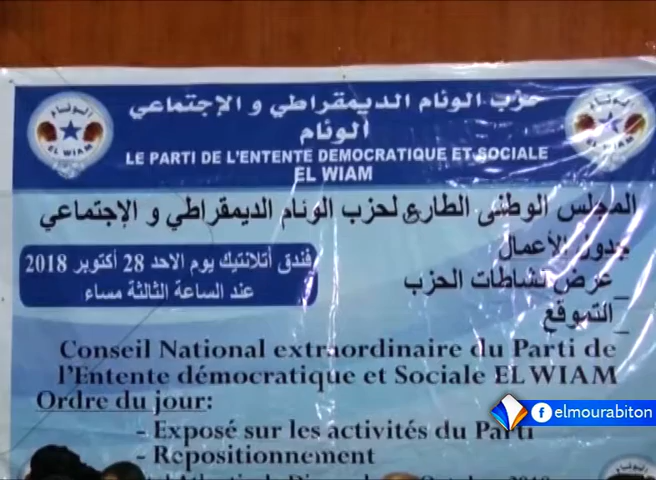 حزب الوئام الديمقراطي و الإجتماعي
الوئام
LE PARTI DE L'ENTENTE DEMOCRATIQUE ET SOCIALE
EL WIAM
الوئام
EL WIAM
المجلس الوطني الطارئ لحزب الوئام الديمقراطي و الإجتماعي
جدول الأعمال
_ عرض نشاطات الحزب
_ التموقع
فندق أتلانتيك يوم الاحد 28 أكتوبر 2018
عند الساعة الثالثة مساء
Conseil National extraordinaire du Parti de
l'Entente démocratique et Sociale EL WIAM
Ordre du jour:
- Exposé sur les activités du Parti
- Repositionnement
elmourabiton